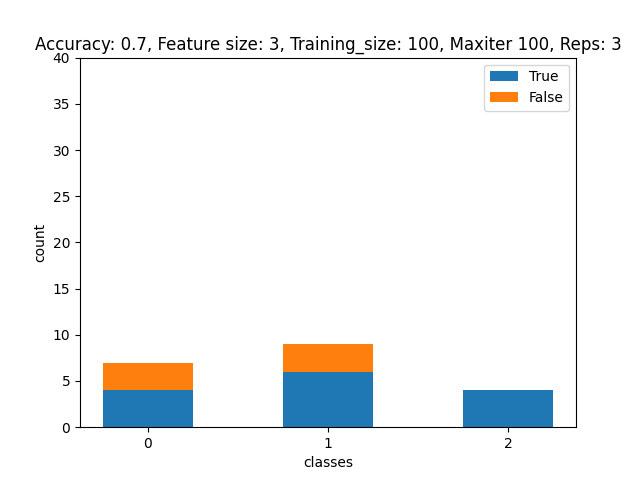 Accuracy: 0.7, Feature size: 3, Training_size: 100, Maxiter 100, Reps: 3
True
False
40
35
30
25
20
15
10
5
0
count
0 1 2
classes